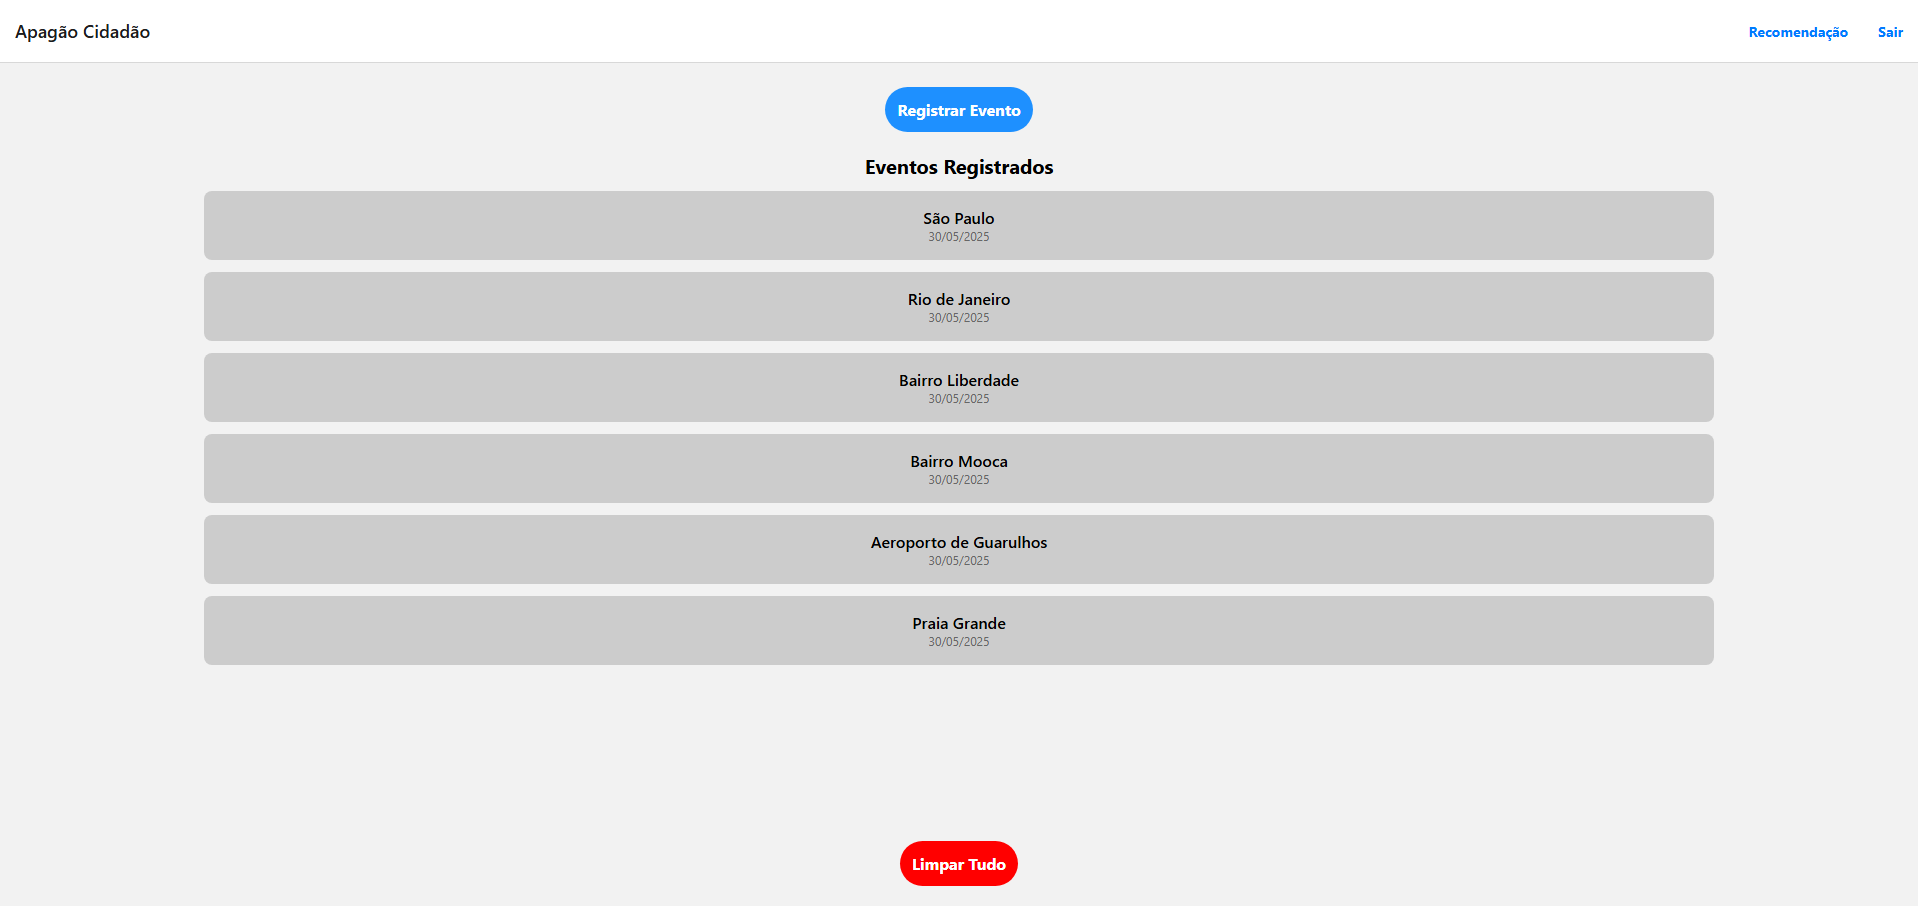 Apagão Cidadão
Recomendação
Sair
Registrar Evento
Eventos Registrados
São Paulo
30/05/2025
Rio de Janeiro
30/05/2025
Bairro Liberdade
30/05/2025
Bairro Mooca
30/05/2025
Aeroporto de Guarulhos
30/05/2025
Praia Grande
30/05/2025
Limpar Tudo